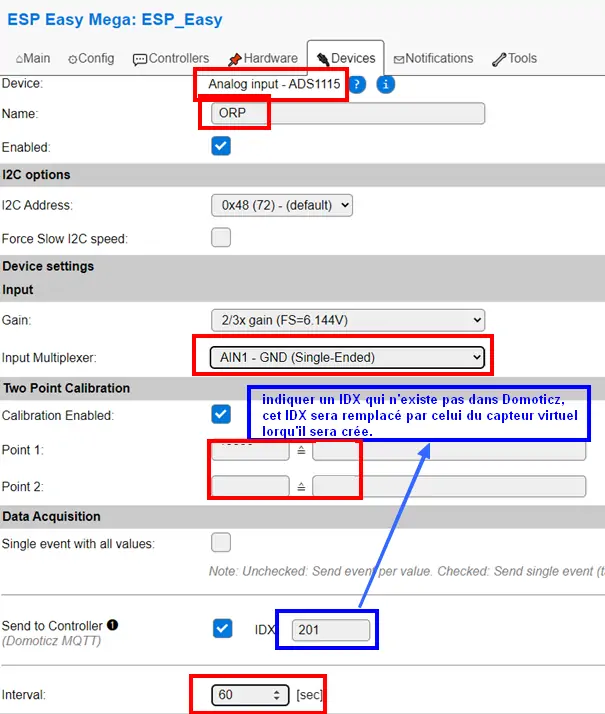 ESP Easy Mega: ESP_Easy
Main Config Controllers Hardware Devices Notifications Tools
Device: Analog input - ADS1115 ? i
Name: ORP
Enabled:
I2C options
I2C Address: 0x48 (72) - (default)
Force Slow I2C speed:
Device settings
Input
Gain: 2/3x gain (FS=6.144V)
Input Multiplexer: AIN1 - GND (Single-Ended)
Two Point Calibration
indiquer un IDX qui n'existe pas dans Domoticz,
cet IDX sera remplacé par celui du capteur virtuel
lorqu'il sera crée.
Calibration Enabled:
Point 1: ≙
Point 2: ≙
Data Acquisition
Single event with all values:
Note: Unchecked: Send event per value. Checked: Send single event (t
Send to Controller ❶ IDX 201
(Domoticz MQTT)
Interval: 60 [sec]